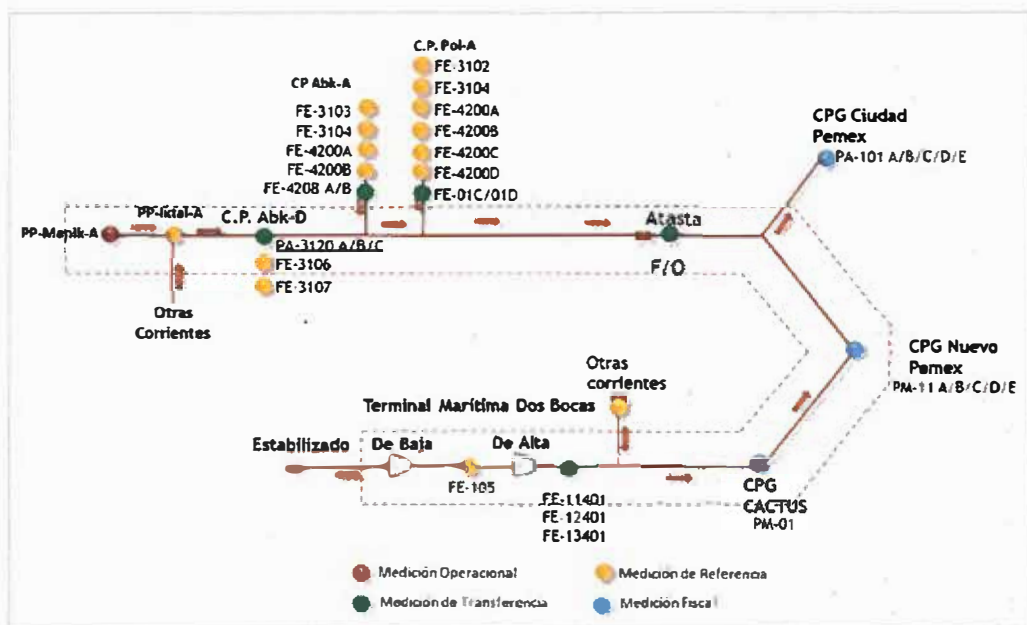 C.P. Pol-A
FE-3102
FE-3104
FE-4200A
FE-4200B
FE-4200C
FE-4200D
FE-01C/01D
CP Abk-A
FE-3103
FE-3104
FE-4200A
FE-4200B
FE-4208 A/B
CPG Ciudad
Pemex
PA-101 A/B/C/D/E
PP-Manik-A
PP-Ixtal-A
C.P. Abk-D
PA-3120 A/B/C
FE-3106
FE-3107
Otras
Corrientes
Atasta
F/O
CPG Nuevo
Pemex
PM-11 A/B/C/D/E
Otras
corrientes
Terminal Marítima Dos Bocas
Estabilizado
De Baja
De Alta
FE-105
FE-11401
FE-12401
FE-13401
CPG
CACTUS
PM-01
Medición Operacional
Medición de Referencia
Medición de Transferencia
Medición Fiscal